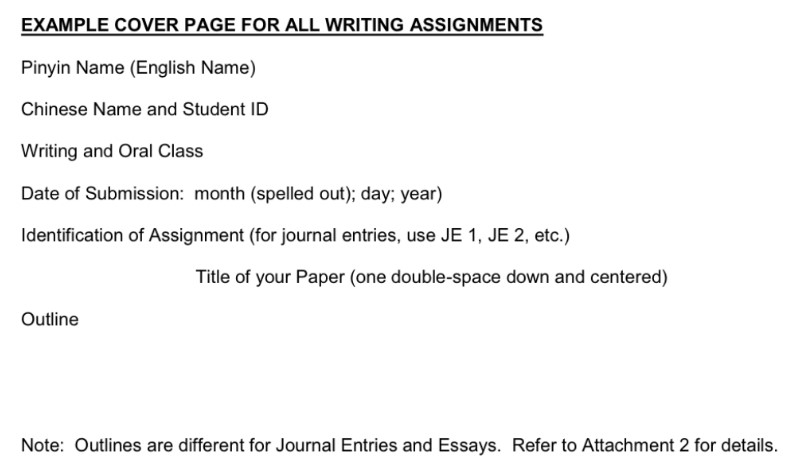 EXAMPLE COVER PAGE FOR ALL WRITING ASSIGNMENTS
Pinyin Name (English Name)
Chinese Name and Student ID
Writing and Oral Class
Date of Submission:  month (spelled out); day; year)
Identification of Assignment (for journal entries, use JE 1, JE 2, etc.)
Title of your Paper (one double-space down and centered)
Outline
Note:  Outlines are different for Journal Entries and Essays.  Refer to Attachment 2 for details.